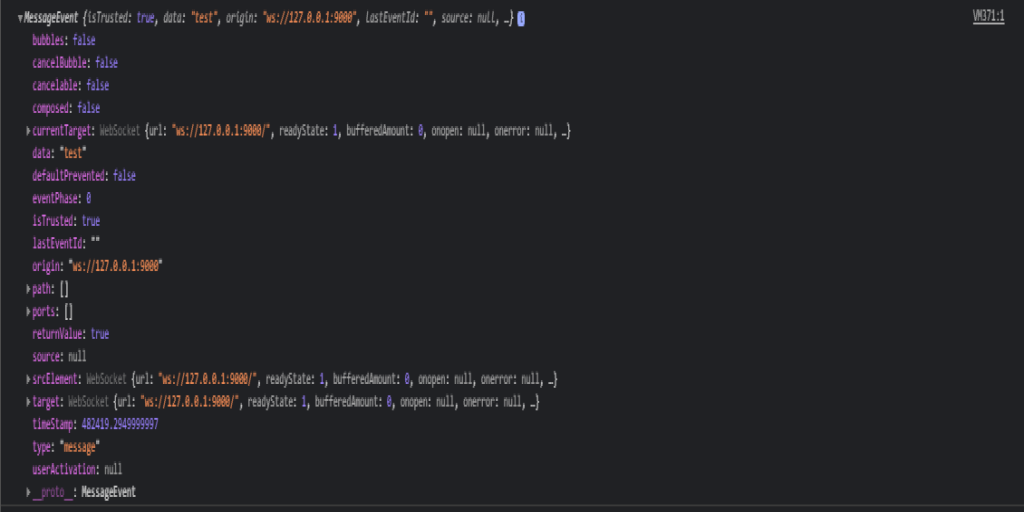 ▼MessageEvent {isTrusted: true, data: "test", origin: "ws://127.0.0.1:9000", lastEventId: "", source: null, …} i VM371:1
bubbles: false
cancelBubble: false
cancelable: false
composed: false
▶currentTarget: WebSocket {url: "ws://127.0.0.1:9000/", readyState: 1, bufferedAmount: 0, onopen: null, onerror: null, …}
data: "test"
defaultPrevented: false
eventPhase: 0
isTrusted: true
lastEventId: ""
origin: "ws://127.0.0.1:9000"
▶path: []
▶ports: []
returnValue: true
source: null
▶srcElement: WebSocket {url: "ws://127.0.0.1:9000/", readyState: 1, bufferedAmount: 0, onopen: null, onerror: null, …}
▶target: WebSocket {url: "ws://127.0.0.1:9000/", readyState: 1, bufferedAmount: 0, onopen: null, onerror: null, …}
timeStamp: 482419.2949999997
type: "message"
userActivation: null
▶__proto__: MessageEvent